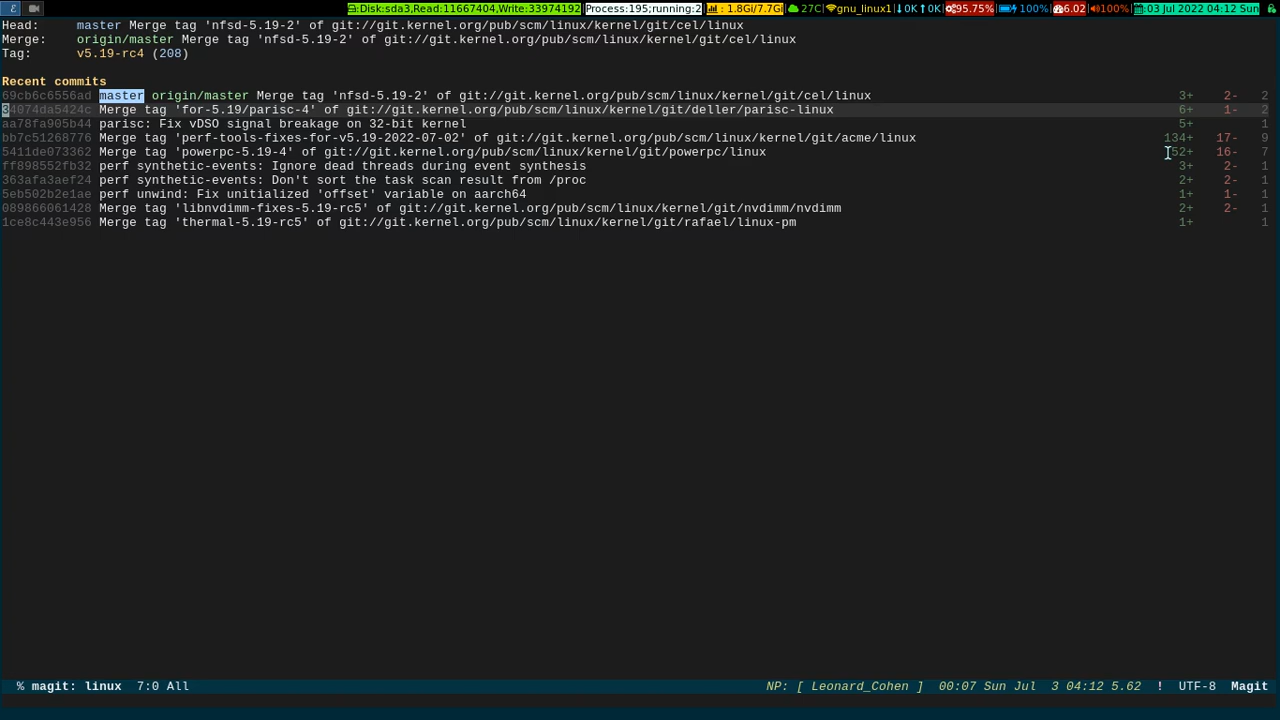 Disk:sda3,Read:11667404,Write:33974192 Process:195;running:2 : 1.8Gi/7.7Gi 27C gnu_linux1 0K 0K 95.75% 100% 6.02 100% :03 Jul 2022 04:12 Sun
Head: master Merge tag 'nfsd-5.19-2' of git://git.kernel.org/pub/scm/linux/kernel/git/cel/linux
Merge: origin/master Merge tag 'nfsd-5.19-2' of git://git.kernel.org/pub/scm/linux/kernel/git/cel/linux
Tag: v5.19-rc4 (208)
Recent commits
69cb6c6556ad master origin/master Merge tag 'nfsd-5.19-2' of git://git.kernel.org/pub/scm/linux/kernel/git/cel/linux 3+ 2- 2
34074da5424c Merge tag 'for-5.19/parisc-4' of git://git.kernel.org/pub/scm/linux/kernel/git/deller/parisc-linux 6+ 1- 2
aa78fa905b44 parisc: Fix vDSO signal breakage on 32-bit kernel 5+ 1
bb7c51268776 Merge tag 'perf-tools-fixes-for-v5.19-2022-07-02' of git://git.kernel.org/pub/scm/linux/kernel/git/acme/linux 134+ 17- 9
5411de073362 Merge tag 'powerpc-5.19-4' of git://git.kernel.org/pub/scm/linux/kernel/git/powerpc/linux 52+ 16- 7
ff898552fb32 perf synthetic-events: Ignore dead threads during event synthesis 3+ 2- 1
363afa3aef24 perf synthetic-events: Don't sort the task scan result from /proc 2+ 2- 1
5eb502b2e1ae perf unwind: Fix unitialized 'offset' variable on aarch64 1+ 1- 1
089866061428 Merge tag 'libnvdimm-fixes-5.19-rc5' of git://git.kernel.org/pub/scm/linux/kernel/git/nvdimm/nvdimm 2+ 2- 1
1ce8c443e956 Merge tag 'thermal-5.19-rc5' of git://git.kernel.org/pub/scm/linux/kernel/git/rafael/linux-pm 1+ 1
% magit: linux 7:0 All NP: [ Leonard_Cohen ] 00:07 Sun Jul 3 04:12 5.62 ! UTF-8 Magit